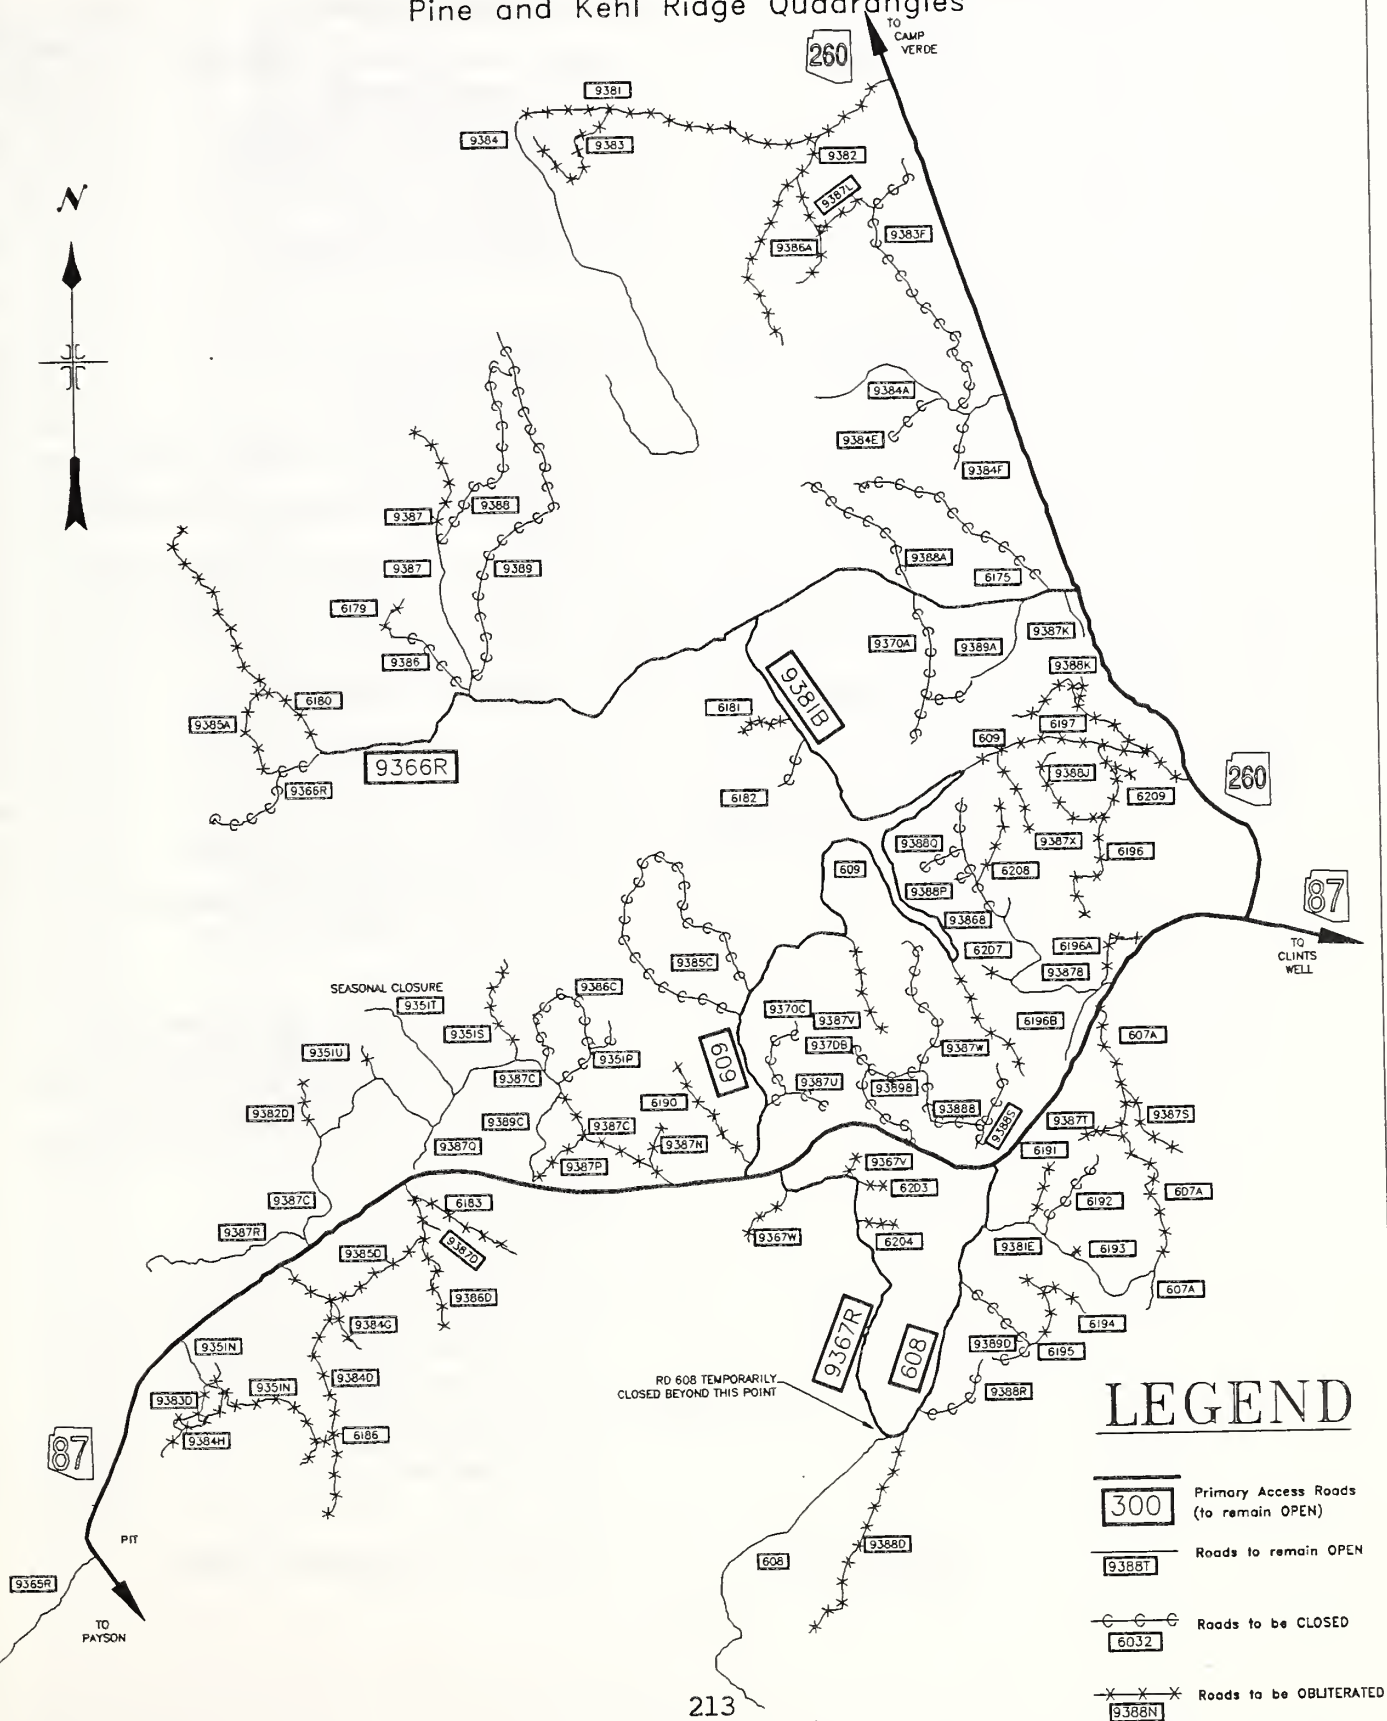 Pine and Kehl Ridge Quadrangles
TO
CAMP
VERDE
260
9381
9384
9383
9382
N
9387L
9383F
9386A
9384A
9384E
9384F
9388
9387
9388A
9387
9389
6175
6179
9387K
9370A
9389A
9386
9388K
9381B
6180
6181
9385A
6197
609
9366R
9388J
260
9366R
6182
6209
9388Q
9387X
6196
609
6208
9388P
87
9386B
6207
6196A
TO
CLINTS
WELL
9385C
9387B
SEASONAL CLOSURE
9386C
9351T
9370C
9387V
6196B
9351S
607A
9370B
9351U
9351P
9387W
609
9387C
9387U
9389B
6190
9382D
9388B
9387S
9389C
9387C
9387T
9388S
9387N
9387Q
6191
9367V
9387P
6203
9387C
6183
6192
607A
9387R
9367W
6204
9381E
6193
9387D
9385D
607A
9386D
9384G
6194
9351N
9389D
6195
9367R
608
9384D
RD 608 TEMPORARILY
CLOSED BEYOND THIS POINT
9351N
9388R
9383D
LEGEND
6186
9384H
87
300
Primary Access Roads
(to remain OPEN)
PIT
9388D
Roads to remain OPEN
608
9388T
9365R
TO
PAYSON
C C C
Roads to be CLOSED
6032
X X X
Roads to be OBLITERATED
9388N
213